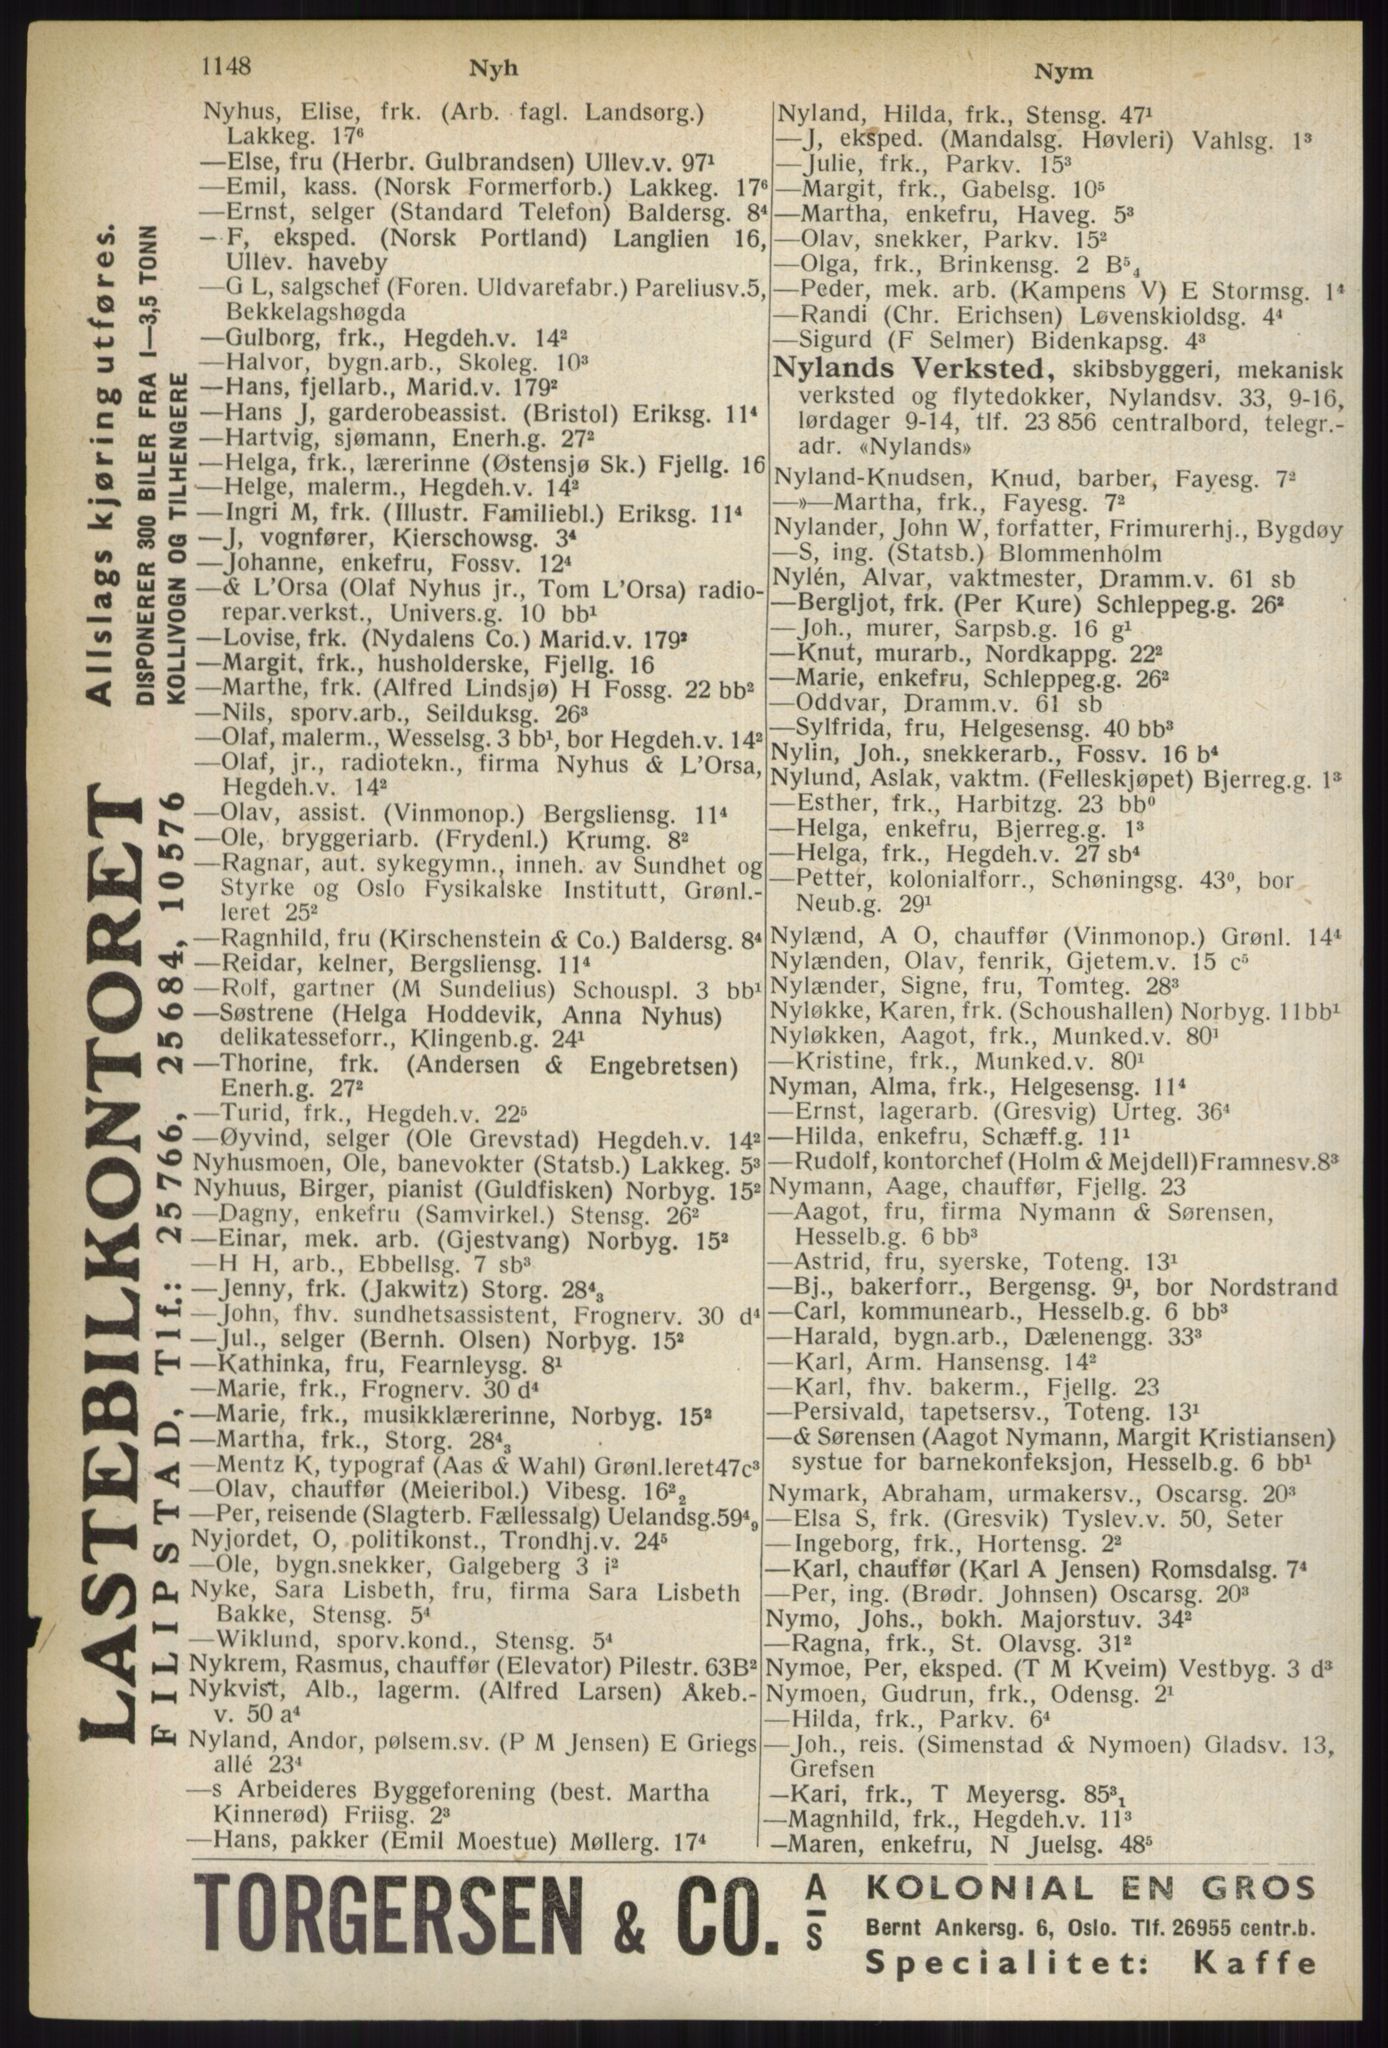 1148
Nyh
Nym
Nyhus, Elise, frk. (Arb. fagl. Landsorg.)
Lakkeg. 17⁶
—Else, fru (Herbr. Gulbrandsen) Ullev.v. 97¹
—Emil, kass. (Norsk Formerforb.) Lakkeg. 17⁶
—Ernst, selger (Standard Telefon) Baldersg. 8⁴
—F, eksped. (Norsk Portland) Langlien 16,
Ullev. haveby
—G L, salgschef (Foren. Uldvarefabr.) Pareliusv.5,
Bekkelagshøgda
—Gulborg, frk., Hegdeh.v. 14²
—Halvor, bygn.arb., Skoleg. 10³
—Hans, fjellarb., Marid.v. 179²
—Hans J, garderobeassist. (Bristol) Eriksg. 11⁴
—Hartvig, sjømann, Enerh.g. 27²
—Helga, frk., lærerinne (Østensjø Sk.) Fjellg. 16
—Helge, malerm., Hegdeh.v. 14²
—Ingri M, frk. (Illustr. Familiebl.) Eriksg. 11⁴
—J, vognfører, Kierschowsg. 3⁴
—Johanne, enkefru, Fossv. 12⁴
—& L'Orsa (Olaf Nyhus jr., Tom L'Orsa) radio-
repar.verkst., Univers.g. 10 bb¹
—Lovise, frk. (Nydalens Co.) Marid.v. 179²
—Margit, frk., husholderske, Fjellg. 16
—Marthe, frk. (Alfred Lindsjø) H Fossg. 22 bb²
—Nils, sporv.arb., Seilduksg. 26³
—Olaf, malerm., Wesselsg. 3 bb¹, bor Hegdeh.v. 14²
—Olaf, jr., radiotekn., firma Nyhus & L'Orsa,
Hegdeh.v. 14²
—Olav, assist. (Vinmonop.) Bergsliensg. 11⁴
—Ole, bryggeriarb. (Frydenl.) Krumg. 8²
—Ragnar, aut. sykegymn., inneh. av Sundhet og
Styrke og Oslo Fysikalske Institutt, Grønl.-
leret 25²
—Ragnhild, fru (Kirschenstein & Co.) Baldersg. 8⁴
—Reidar, kelner, Bergsliensg. 11⁴
—Rolf, gartner (M Sundelius) Schouspl. 3 bb¹
—Søstrene (Helga Hoddevik, Anna Nyhus)
delikatesseforr., Klingenb.g. 24¹
—Thorine, frk. (Andersen & Engebretsen)
Enerh.g. 27²
—Turid, frk., Hegdeh.v. 22⁵
—Øyvind, selger (Ole Grevstad) Hegdeh.v. 14²
Nyhusmoen, Ole, banevokter (Statsb.) Lakkeg. 5³
Nyhuus, Birger, pianist (Guldfisken) Norbyg. 15²
—Dagny, enkefru (Samvirkel.) Stensg. 26²
—Einar, mek. arb. (Gjestvang) Norbyg. 15²
—H H, arb., Ebbellsg. 7 sb³
—Jenny, frk. (Jakwitz) Storg. 28⁴₃
—John, fhv. sundhetsassistent, Frognerv. 30 d⁴
—Jul., selger (Bernh. Olsen) Norbyg. 15²
—Kathinka, fru, Fearnleysg. 8¹
—Marie, frk., Frognerv. 30 d⁴
—Marie, frk., musikklærerinne, Norbyg. 15²
—Martha, frk., Storg. 28⁴₃
—Mentz K, typograf (Aas & Wahl) Grønl.leret47c³
—Olav, chauffør (Meieribol.) Vibesg. 16²₂
—Per, reisende (Slagterb. Fællessalg) Uelandsg.59⁴₉
Nyjordet, O, politikonst., Trondhj.v. 24⁵
—Ole, bygn.snekker, Galgeberg 3 i²
Nyke, Sara Lisbeth, fru, firma Sara Lisbeth
Bakke, Stensg. 5⁴
—Wiklund, sporv.kond., Stensg. 5⁴
Nykrem, Rasmus, chauffør (Elevator) Pilestr. 63B²
Nykvist, Alb., lagerm. (Alfred Larsen) Akeb.-
v. 50 a⁴
Nyland, Andor, pølsem.sv. (P M Jensen) E Griegs
allé 23⁴
—s Arbeideres Byggeforening (best. Martha
Kinnerød) Friisg. 2³
—Hans, pakker (Emil Moestue) Møllerg. 17⁴
Nyland, Hilda, frk., Stensg. 47¹
—J, eksped. (Mandalsg. Høvleri) Vahlsg. 1³
—Julie, frk., Parkv. 15³
—Margit, frk., Gabelsg. 10⁵
—Martha, enkefru, Haveg. 5³
—Olav, snekker, Parkv. 15²
—Olga, frk., Brinkensg. 2 B⁵₄
—Peder, mek. arb. (Kampens V) E Stormsg. 1⁴
—Randi (Chr. Erichsen) Løvenskioldsg. 4⁴
—Sigurd (F Selmer) Bidenkapsg. 4³
Nylands Verksted, skibsbyggeri, mekanisk
verksted og flytedokker, Nylandsv. 33, 9-16,
lørdager 9-14, tlf. 23 856 centralbord, telegr.-
adr. «Nylands»
Nyland-Knudsen, Knud, barber, Fayesg. 7²
—»—Martha, frk., Fayesg. 7²
Nylander, John W, forfatter, Frimurerhj., Bygdøy
—S, ing. (Statsb.) Blommenholm
Nylén, Alvar, vaktmester, Dramm.v. 61 sb
—Bergljot, frk. (Per Kure) Schleppeg.g. 26²
—Joh., murer, Sarpsb.g. 16 g¹
—Knut, murarb., Nordkappg. 22²
—Marie, enkefru, Schleppeg.g. 26²
—Oddvar, Dramm.v. 61 sb
—Sylfrida, fru, Helgesensg. 40 bb³
Nylin, Joh., snekkerarb., Fossv. 16 b⁴
Nylund, Aslak, vaktm. (Felleskjøpet) Bjerreg.g. 1³
—Esther, frk., Harbitzg. 23 bb⁰
—Helga, enkefru, Bjerreg.g. 1³
—Helga, frk., Hegdeh.v. 27 sb⁴
—Petter, kolonialforr., Schøningsg. 43⁰, bor
Neub.g. 29¹
Nylænd, A O, chauffør (Vinmonop.) Grønl. 14⁴
Nylænden, Olav, fenrik, Gjetem.v. 15 c⁵
Nylænder, Signe, fru, Tomteg. 28³
Nyløkke, Karen, frk. (Schoushallen) Norbyg. 11bb¹
Nyløkken, Aagot, frk., Munked.v. 80¹
—Kristine, frk., Munked.v. 80¹
Nyman, Alma, frk., Helgesensg. 11⁴
—Ernst, lagerarb. (Gresvig) Urteg. 36⁴
—Hilda, enkefru, Schæff.g. 11¹
—Rudolf, kontorchef (Holm & Mejdell) Framnesv.8³
Nymann, Aage, chauffør, Fjellg. 23
—Aagot, fru, firma Nymann & Sørensen,
Hesselb.g. 6 bb³
—Astrid, fru, syerske, Toteng. 13¹
—Bj., bakerforr., Bergensg. 9¹, bor Nordstrand
—Carl, kommunearb., Hesselb.g. 6 bb³
—Harald, bygn.arb., Dælenengg. 33³
—Karl, Arm. Hansensg. 14²
—Karl, fhv. bakerm., Fjellg. 23
—Persivald, tapetsersv., Toteng. 13¹
—& Sørensen (Aagot Nymann, Margit Kristiansen)
systue for barnekonfeksjon, Hesselb.g. 6 bb¹
Nymark, Abraham, urmakersv., Oscarsg. 20³
—Elsa S, frk. (Gresvik) Tyslev.v. 50, Seter
—Ingeborg, frk., Hortensg. 2²
—Karl, chauffør (Karl A Jensen) Romsdalsg. 7⁴
—Per, ing. (Brødr. Johnsen) Oscarsg. 20³
Nymo, Johs., bokh. Majorstuv. 34²
—Ragna, frk., St. Olavsg. 31²
Nymoe, Per, eksped. (T M Kveim) Vestbyg. 3 d³
Nymoen, Gudrun, frk., Odensg. 2¹
—Hilda, frk., Parkv. 6⁴
—Joh., reis. (Simenstad & Nymoen) Gladsv. 13,
Grefsen
—Kari, frk., T Meyersg. 85³₁
—Magnhild, frk., Hegdeh.v. 11³
—Maren, enkefru, N Juelsg. 48⁵
LASTEBILKONTORET
FILIPSTAD, Tlf.: 25766, 25684, 10576
Allslags kjøring utføres.
DISPONERER 300 BILER FRA 1—3,5 TONN
KOLLIVOGN OG TILHENGERE
TORGERSEN & CO. A/S
KOLONIAL EN GROS
Bernt Ankersg. 6, Oslo. Tlf. 26955 centr.b.
Specialitet: Kaffe